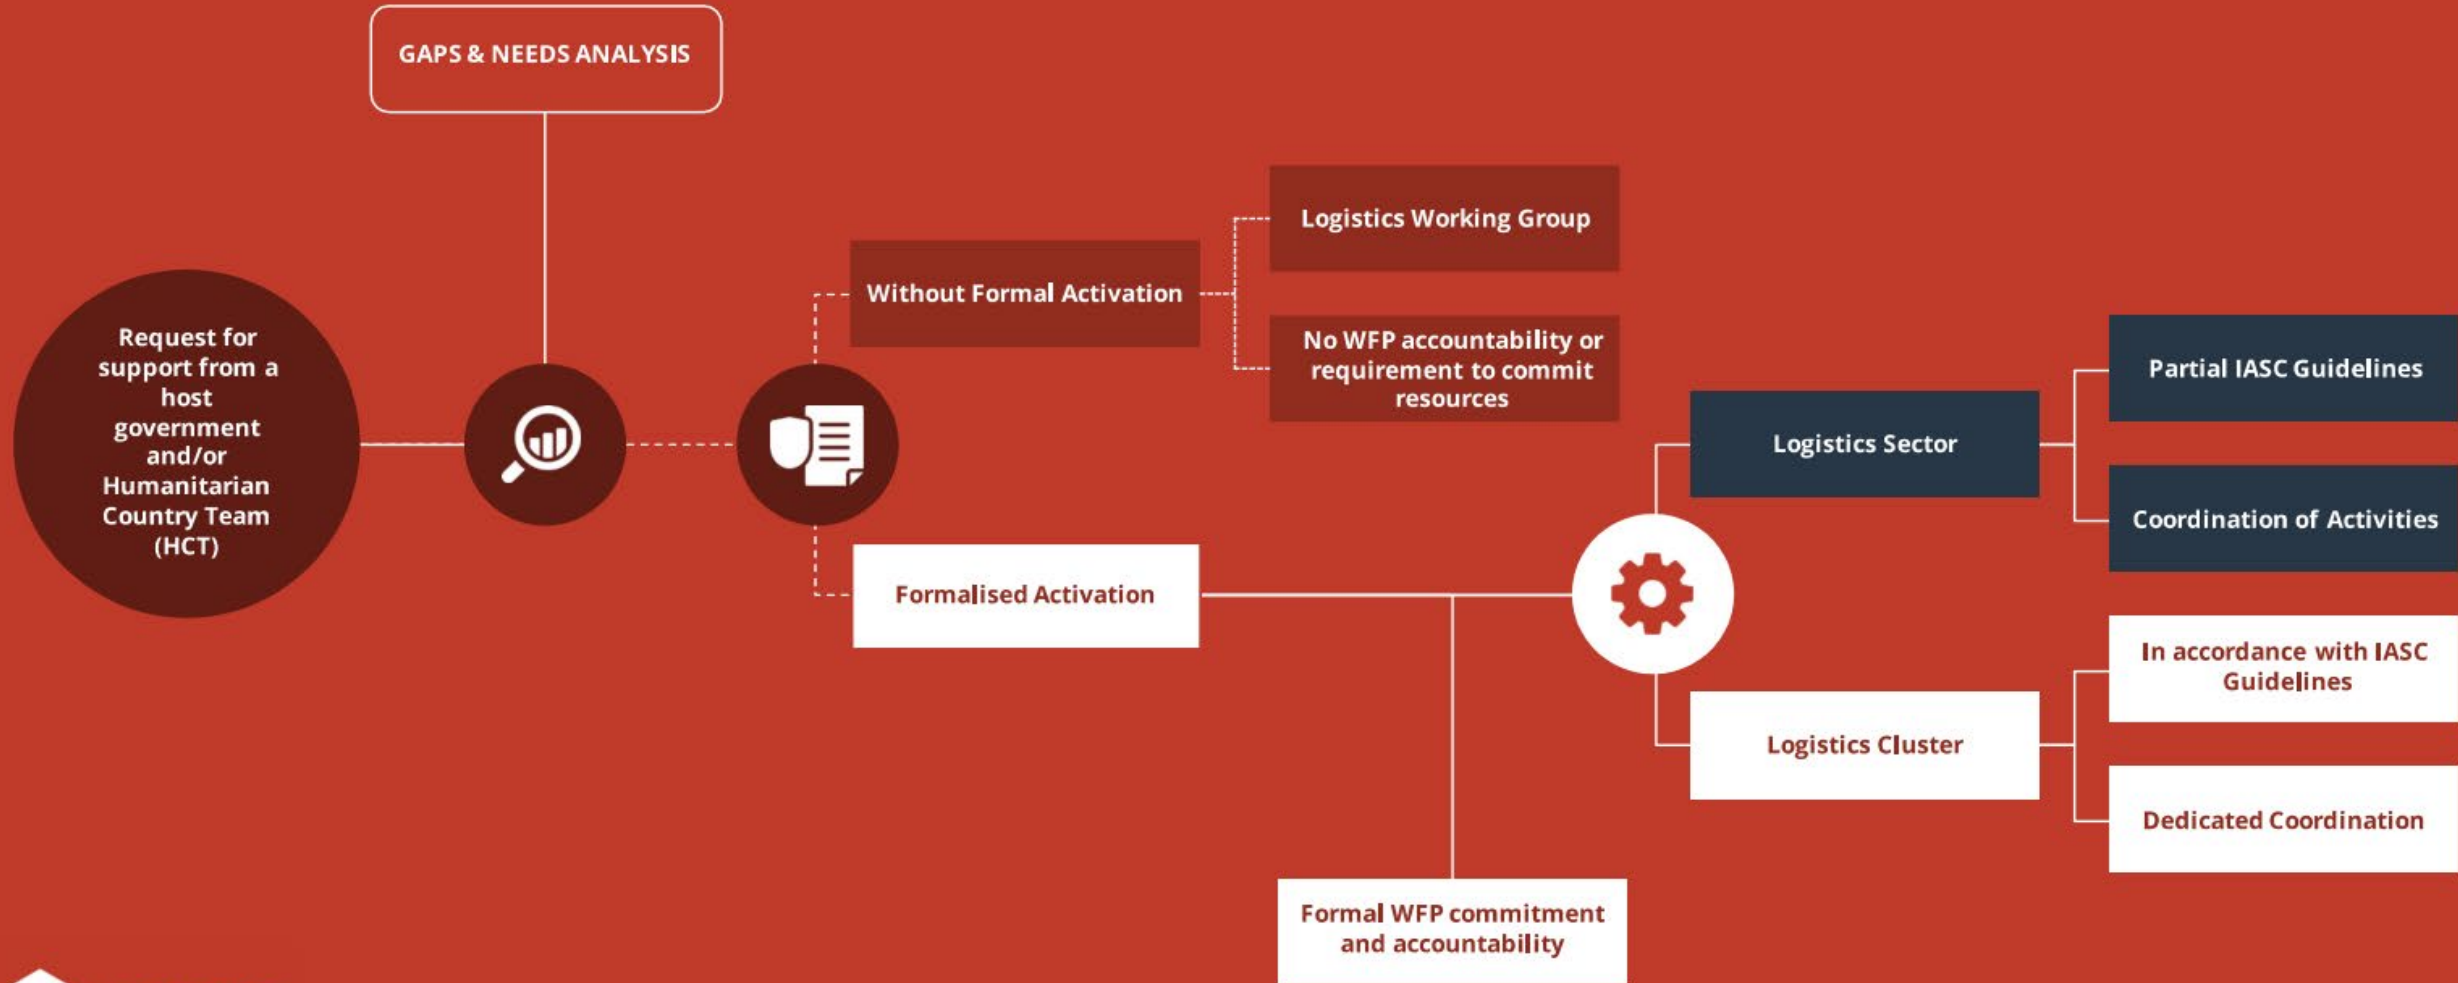 GAPS & NEEDS ANALYSIS
Request for
support from a
host
government
and/or
Humanitarian
Country Team
(HCT)
Without Formal Activation
Logistics Working Group
No WFP accountability or
requirement to commit
resources
Formalised Activation
Formal WFP commitment
and accountability
Logistics Sector
Partial IASC Guidelines
Coordination of Activities
Logistics Cluster
In accordance with IASC
Guidelines
Dedicated Coordination